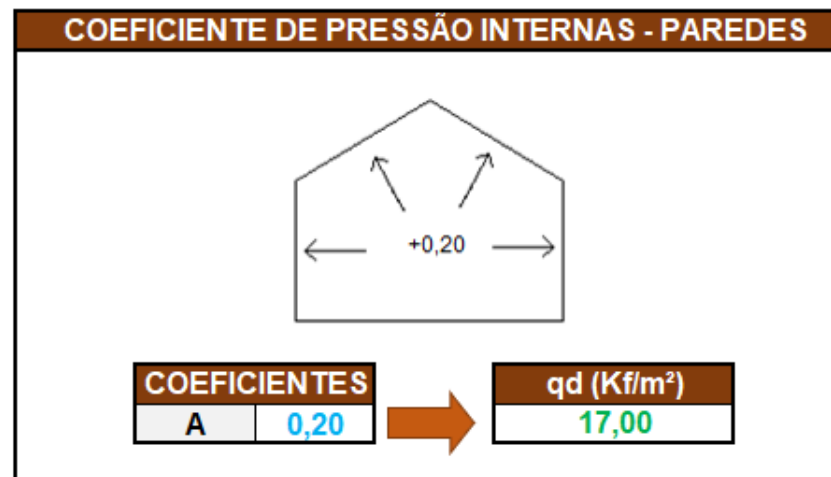 COEFICIENTE DE PRESSÃO INTERNAS - PAREDES
+0,20
COEFICIENTES
A 0,20
qd (Kf/m²)
17,00